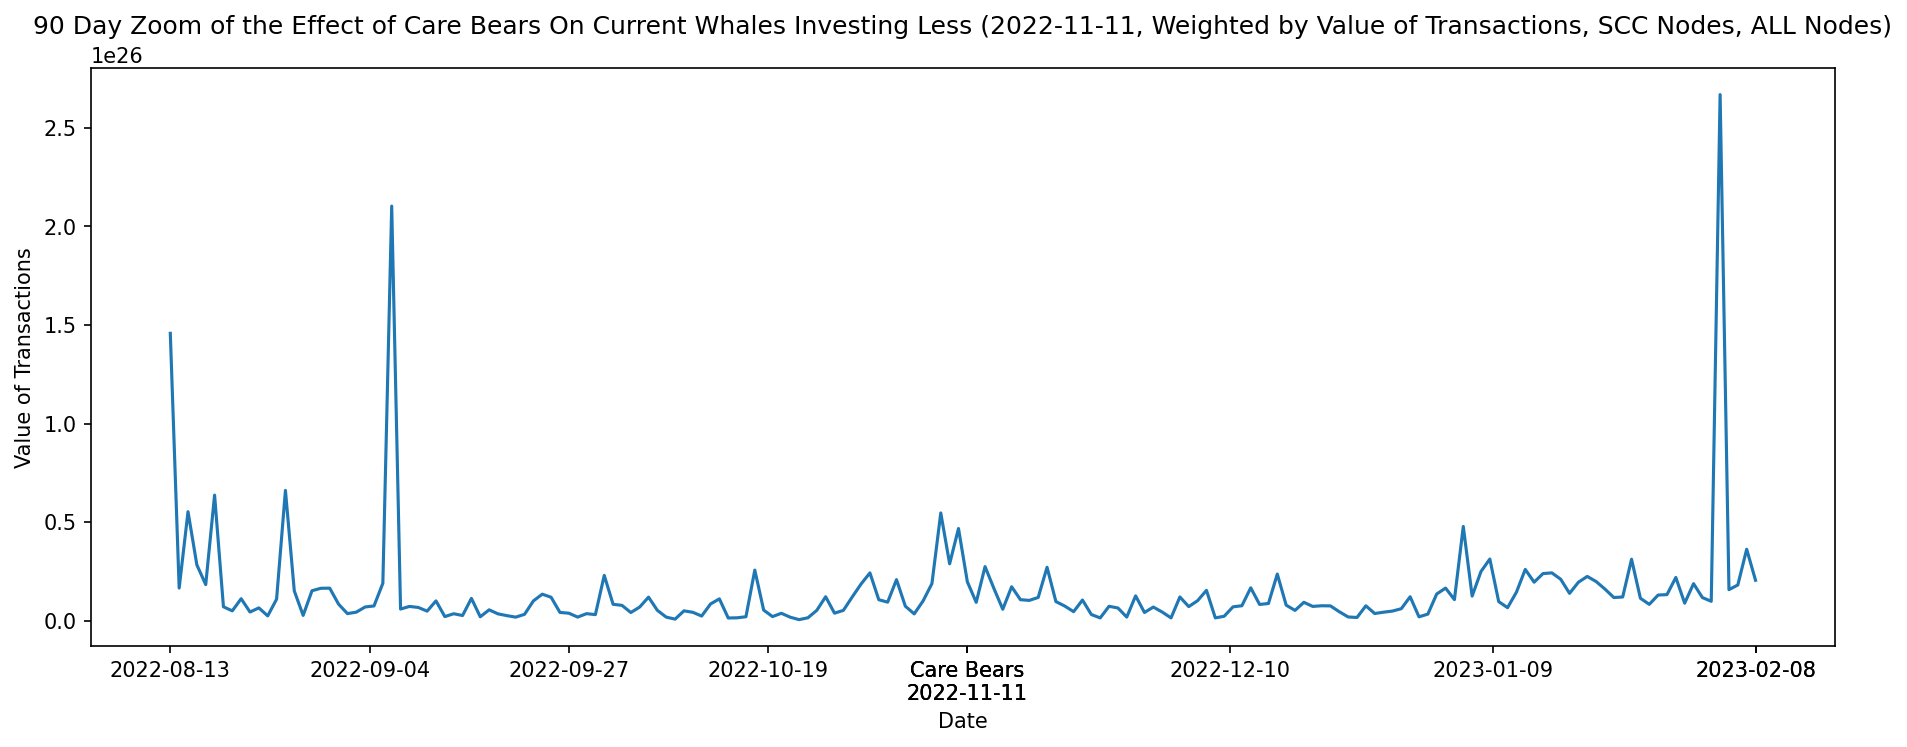 90 Day Zoom of the Effect of Care Bears On Current Whales Investing Less (2022-11-11, Weighted by Value of Transactions, SCC Nodes, ALL Nodes)
1e26
2.5
2.0
1.5
1.0
0.5
0.0
Value of Transactions
2022-08-13
2022-09-04
2022-09-27
2022-10-19
Care Bears
2022-11-11
2022-12-10
2023-01-09
2023-02-08
Date